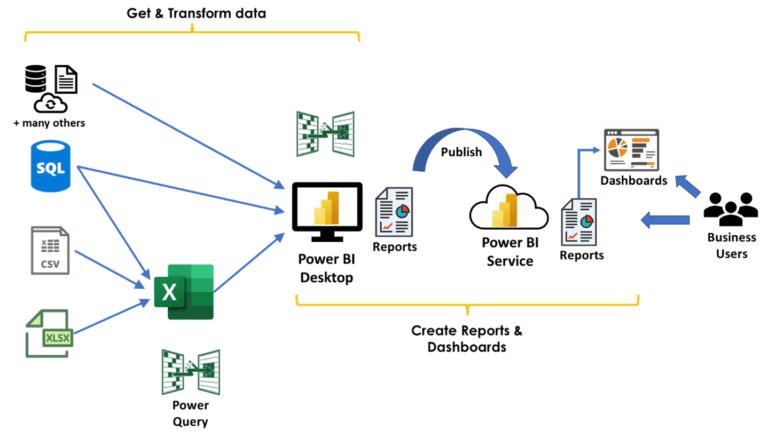 Get & Transform data
+ many others
SQL
CSV
XLSX
X
Power
Query
Power BI
Desktop
Reports
Publish
Power BI
Service
Reports
Dashboards
Business
Users
Create Reports &
Dashboards